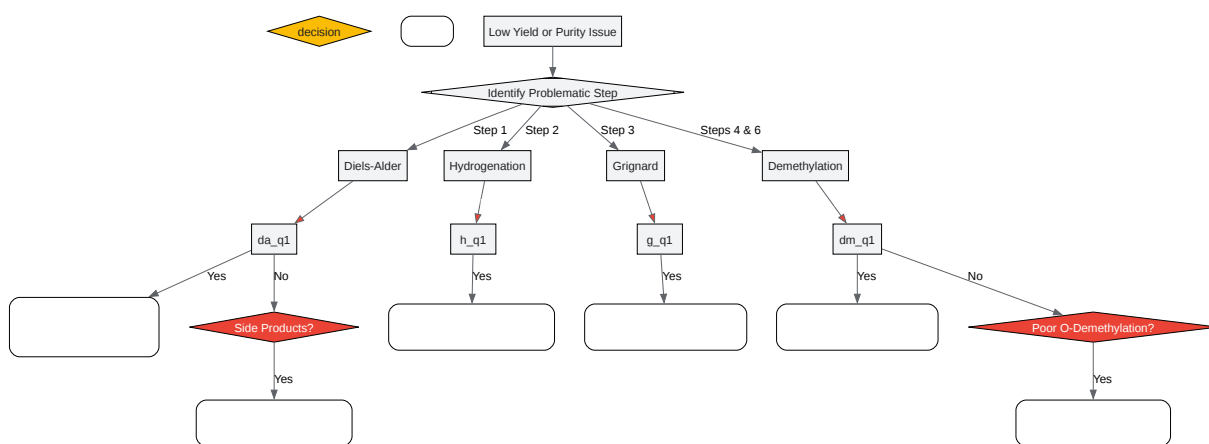 decision
Low Yield or Purity Issue
Identify Problematic Step
Step 1
Step 2
Step 3
Steps 4 & 6
Diels-Alder
Hydrogenation
Grignard
Demethylation
da_q1
h_q1
g_q1
dm_q1
Yes
No
Yes
Yes
Yes
No
Side Products?
Poor O-Demethylation?
Yes
Yes